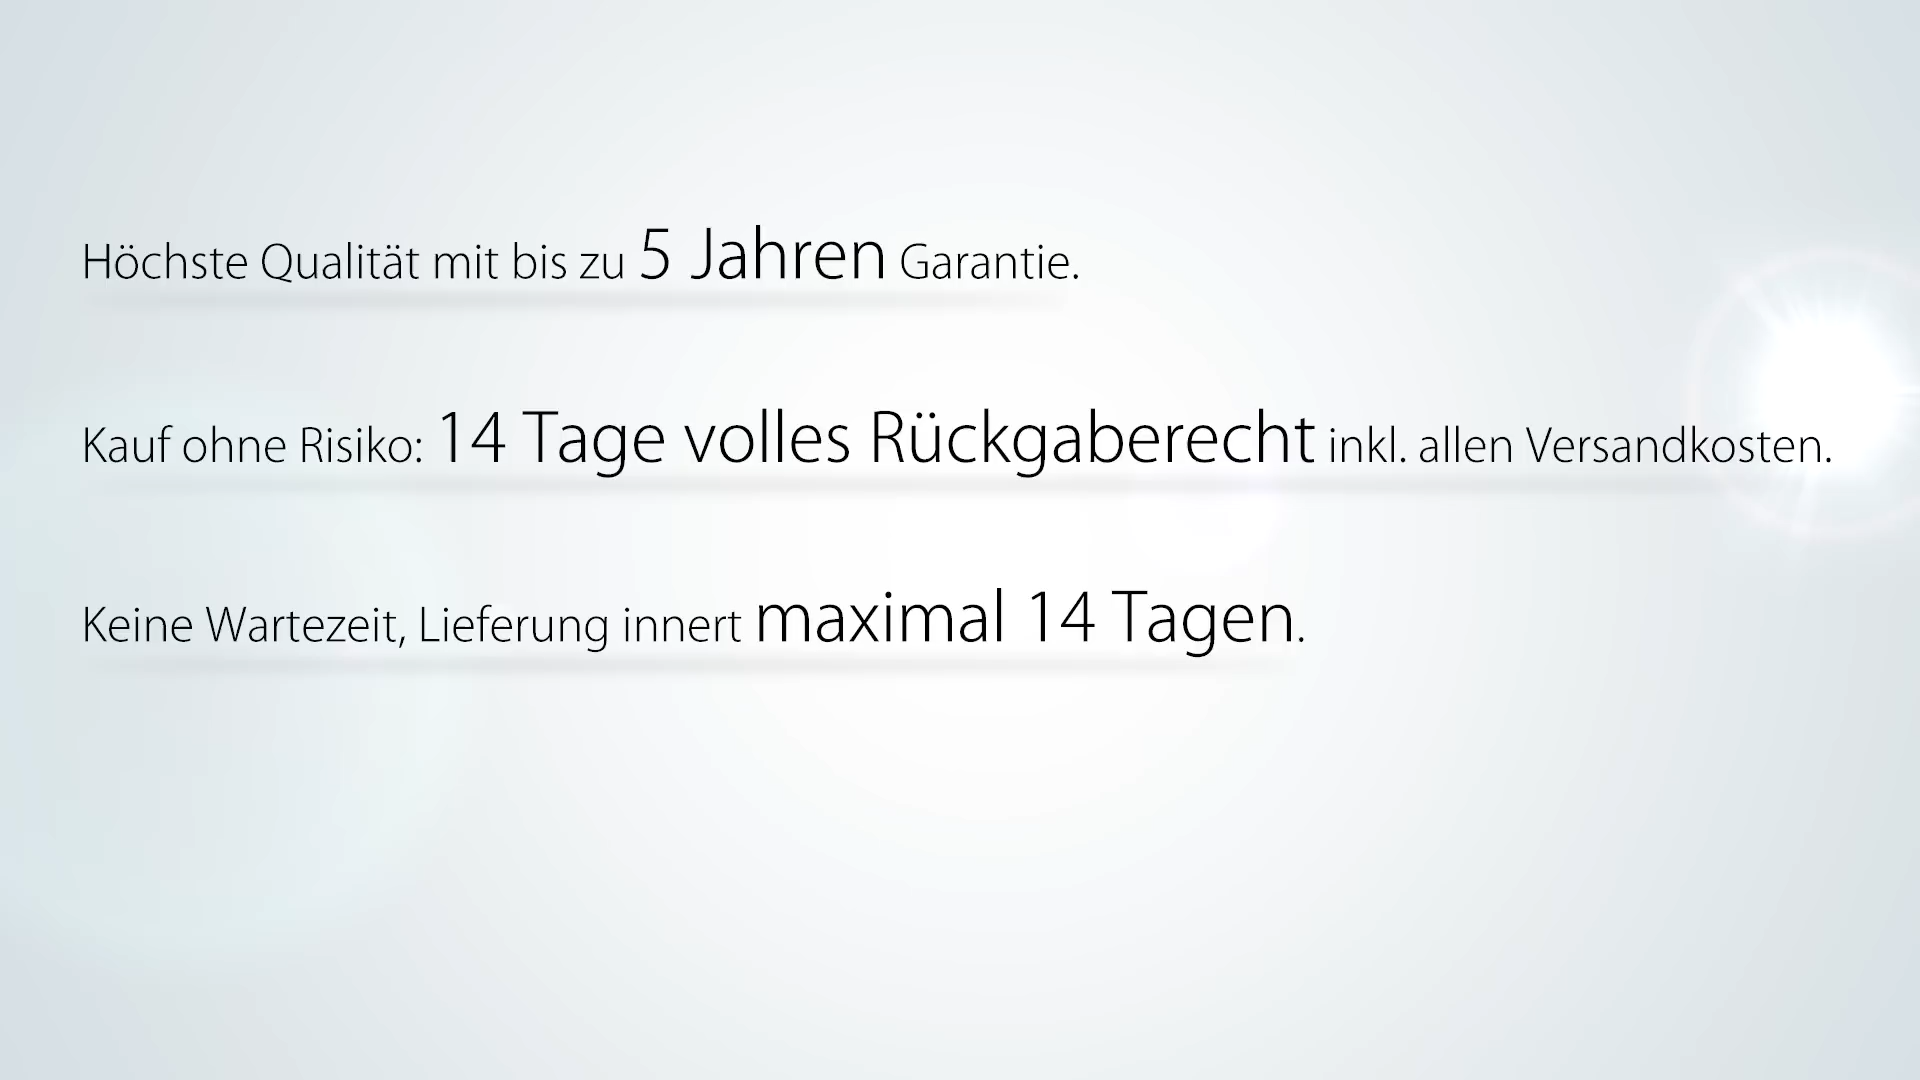 Höchste Qualität mit bis zu 5 Jahren Garantie.
Kauf ohne Risiko: 14 Tage volles Rückgaberecht inkl. allen Versandkosten.
Keine Wartezeit, Lieferung innert maximal 14 Tagen.